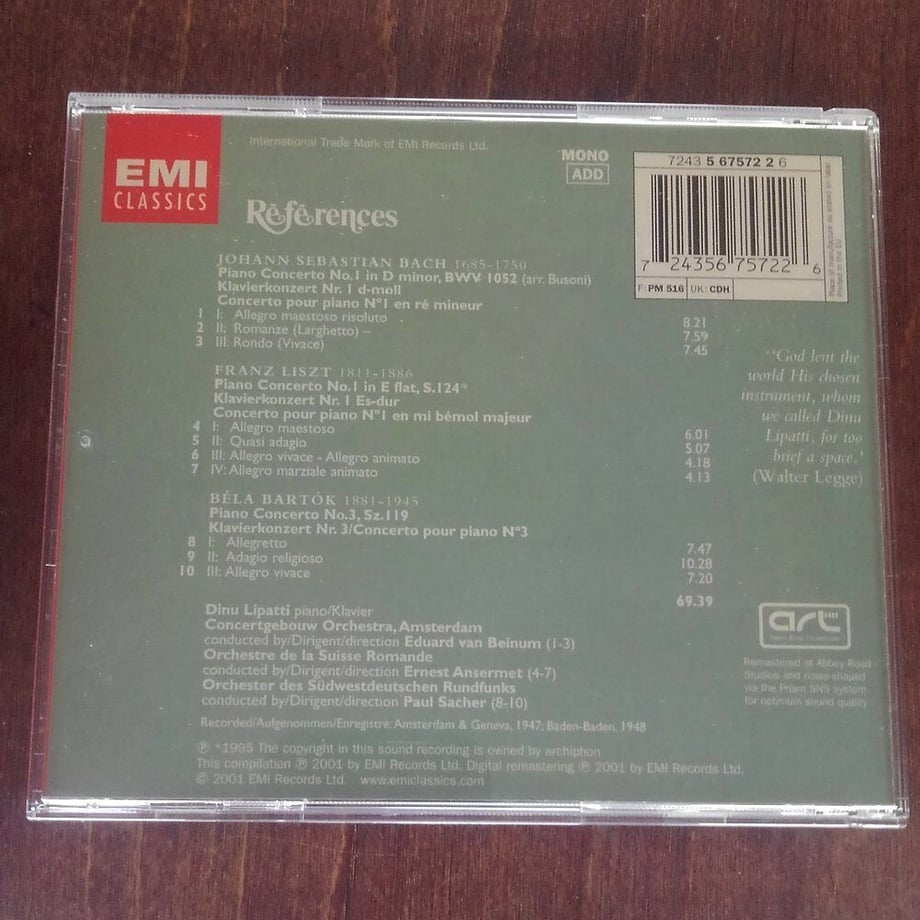 EMI
CLASSICS
International Trade Mark of EMI Records Ltd.
Références
MONO
ADD
7243 5 67572 2 6
7 24356 75722 6
F: PM 516 UK: CDH
Place of manufacture as stated on label
Printed in the EU
JOHANN SEBASTIAN BACH 1685-1750
Piano Concerto No.1 in D minor, BWV 1052 (arr. Busoni)
Klavierkonzert Nr. 1 d-moll
Concerto pour piano N°1 en ré mineur
1 I: Allegro maestoso risoluto 8.21
2 II: Romanze (Larghetto) – 7.59
3 III: Rondo (Vivace) 7.45
FRANZ LISZT 1811-1886
Piano Concerto No.1 in E flat, S.124*
Klavierkonzert Nr. 1 Es-dur
Concerto pour piano N°1 en mi bémol majeur
4 I: Allegro maestoso 6.01
5 II: Quasi adagio 5.07
6 III: Allegro vivace - Allegro animato 4.18
7 IV: Allegro marziale animato 4.13
BÉLA BARTÓK 1881-1945
Piano Concerto No.3, Sz.119
Klavierkonzert Nr. 3/Concerto pour piano N°3
8 I: Allegretto 7.47
9 II: Adagio religioso 10.28
10 III: Allegro vivace 7.20
69.39
"God lent the
world His chosen
instrument, whom
we called Dinu
Lipatti, for too
brief a space.'
(Walter Legge)
Dinu Lipatti piano/Klavier
Concertgebouw Orchestra, Amsterdam
conducted by/Dirigent/direction Eduard van Beinum (1-3)
Orchestre de la Suisse Romande
conducted by/Dirigent/direction Ernest Ansermet (4-7)
Orchester des Südwestdeutschen Rundfunks
conducted by/Dirigent/direction Paul Sacher (8-10)
Recorded/Aufgenommen/Enregistré: Amsterdam & Geneva, 1947; Baden-Baden, 1948
℗ *1995 The copyright in this sound recording is owned by archiphon
This compilation ℗ 2001 by EMI Records Ltd. Digital remastering ℗ 2001 by EMI Records Ltd.
© 2001 EMI Records Ltd. www.emiclassics.com
art
Remastered at Abbey Road
Studios and noise-shaped
via the Prism SNS system
for optimum sound quality